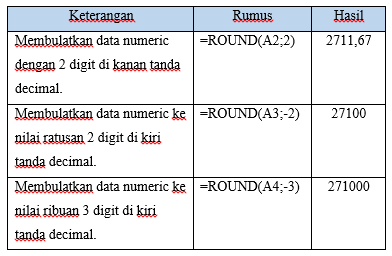 Keterangan Rumus Hasil
Membulatkan data numeric =ROUND(A2;2) 2711,67
dengan 2 digit di kanan tanda
decimal.
Membulatkan data numeric ke =ROUND(A3;-2) 27100
nilai ratusan 2 digit di kiri
tanda decimal.
Membulatkan data numeric ke =ROUND(A4;-3) 271000
nilai ribuan 3 digit di kiri
tanda decimal.